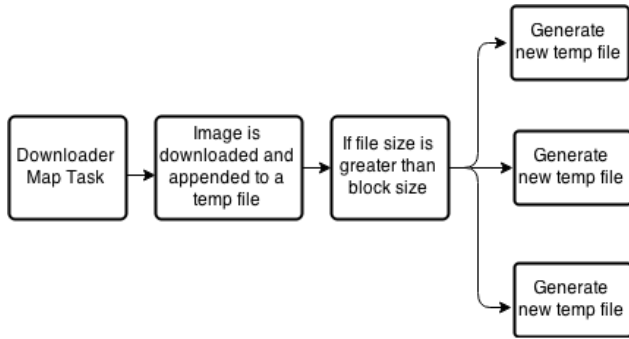 Downloader
Map Task
Image is
downloaded and
appended to a
temp file
If file size is
greater than
block size
Generate
new temp file
Generate
new temp file
Generate
new temp file